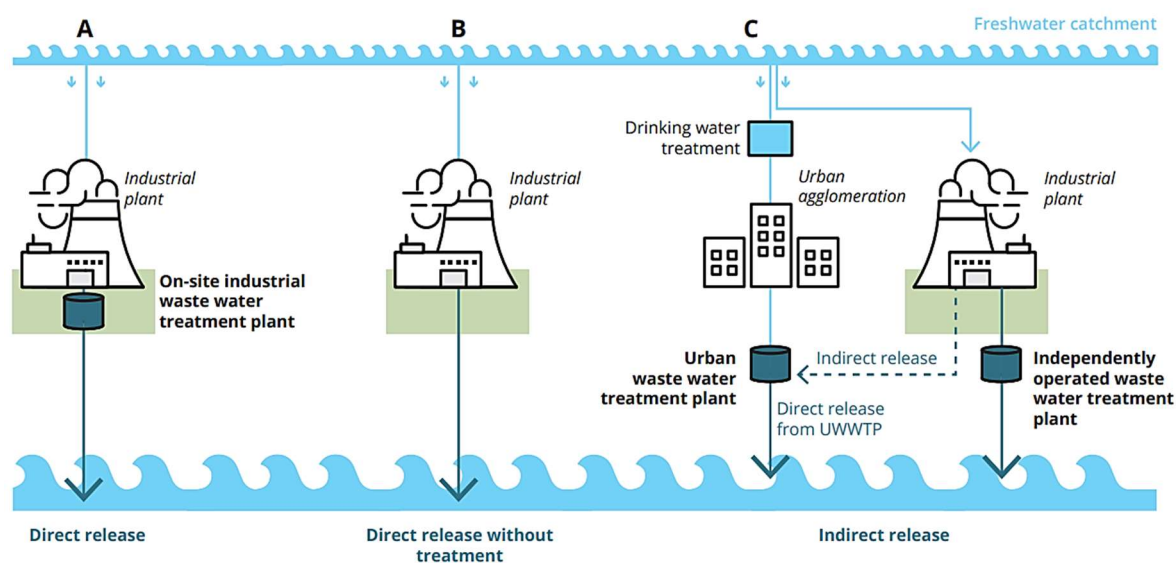 A
B
C
Freshwater catchment
Drinking water
treatment
Industrial
plant
Industrial
plant
Urban
agglomeration
Industrial
plant
On-site industrial
waste water
treatment plant
Urban
waste water
treatment plant
Indirect release
Independently
operated waste
water treatment
plant
Direct release
from UWWTP
Direct release
Direct release without
treatment
Indirect release